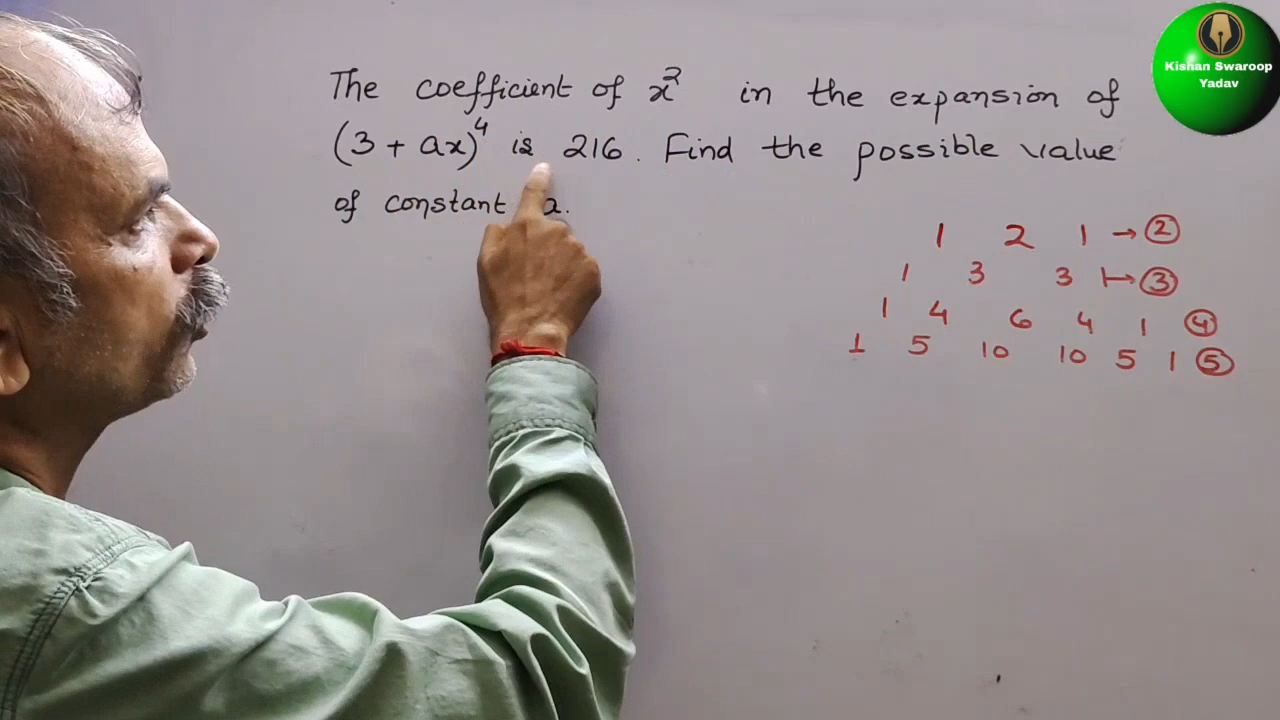 The coefficient of x² in the expansion of
(3 + ax)⁴ is 216. Find the possible value
of constant a.
1 2 1 → ②
1 3 3 1 → ③
1 4 6 4 1 ④
1 5 10 10 5 1 ⑤
Kishan Swaroop
Yadav